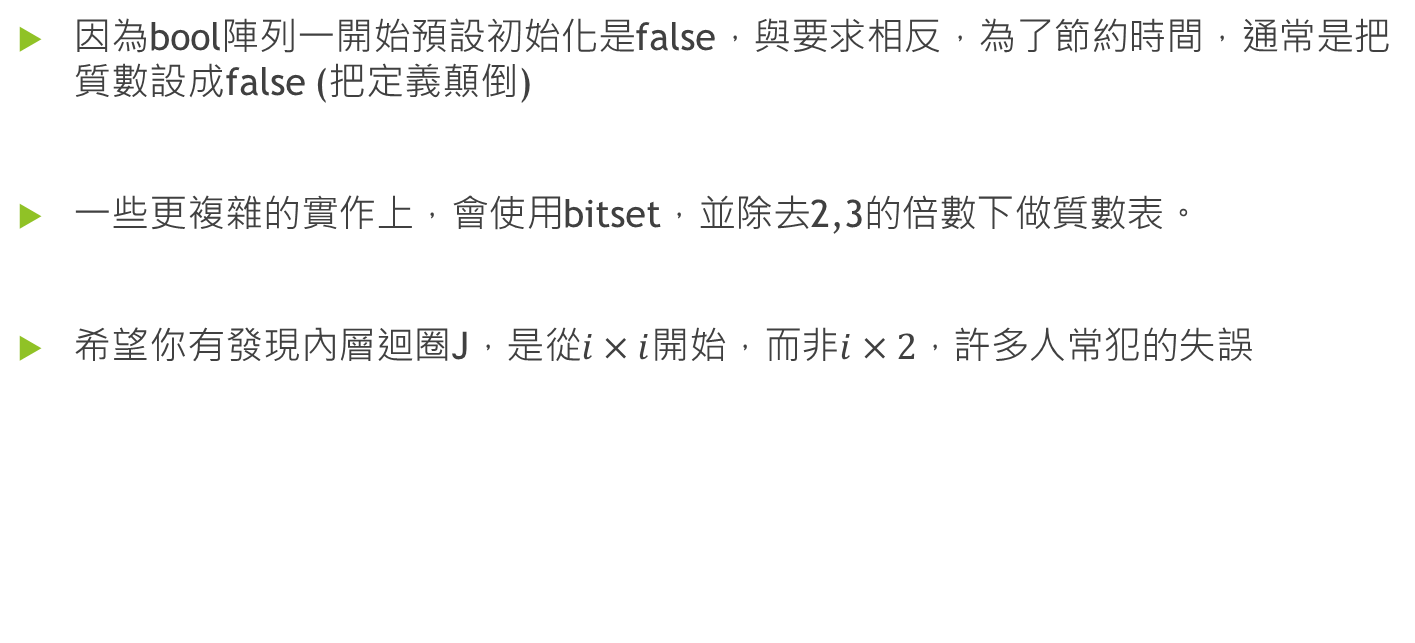 因為bool陣列一開始預設初始化是false，與要求相反，為了節約時間，通常是把
質數設成false (把定義顛倒)
一些更複雜的實作上，會使用bitset，並除去2,3的倍數下做質數表。
希望你有發現內層迴圈J，是從i × i開始，而非i × 2，許多人常犯的失誤